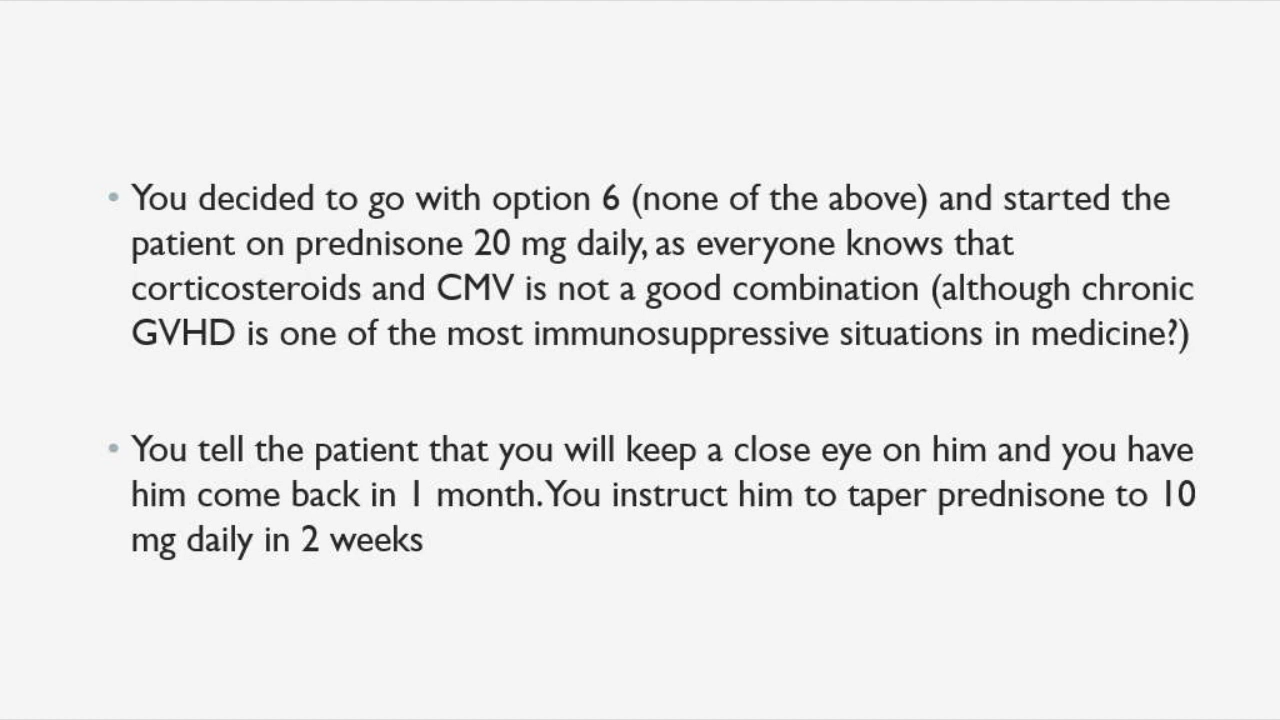 • You decided to go with option 6 (none of the above) and started the
patient on prednisone 20 mg daily, as everyone knows that
corticosteroids and CMV is not a good combination (although chronic
GVHD is one of the most immunosuppressive situations in medicine?)
• You tell the patient that you will keep a close eye on him and you have
him come back in 1 month. You instruct him to taper prednisone to 10
mg daily in 2 weeks